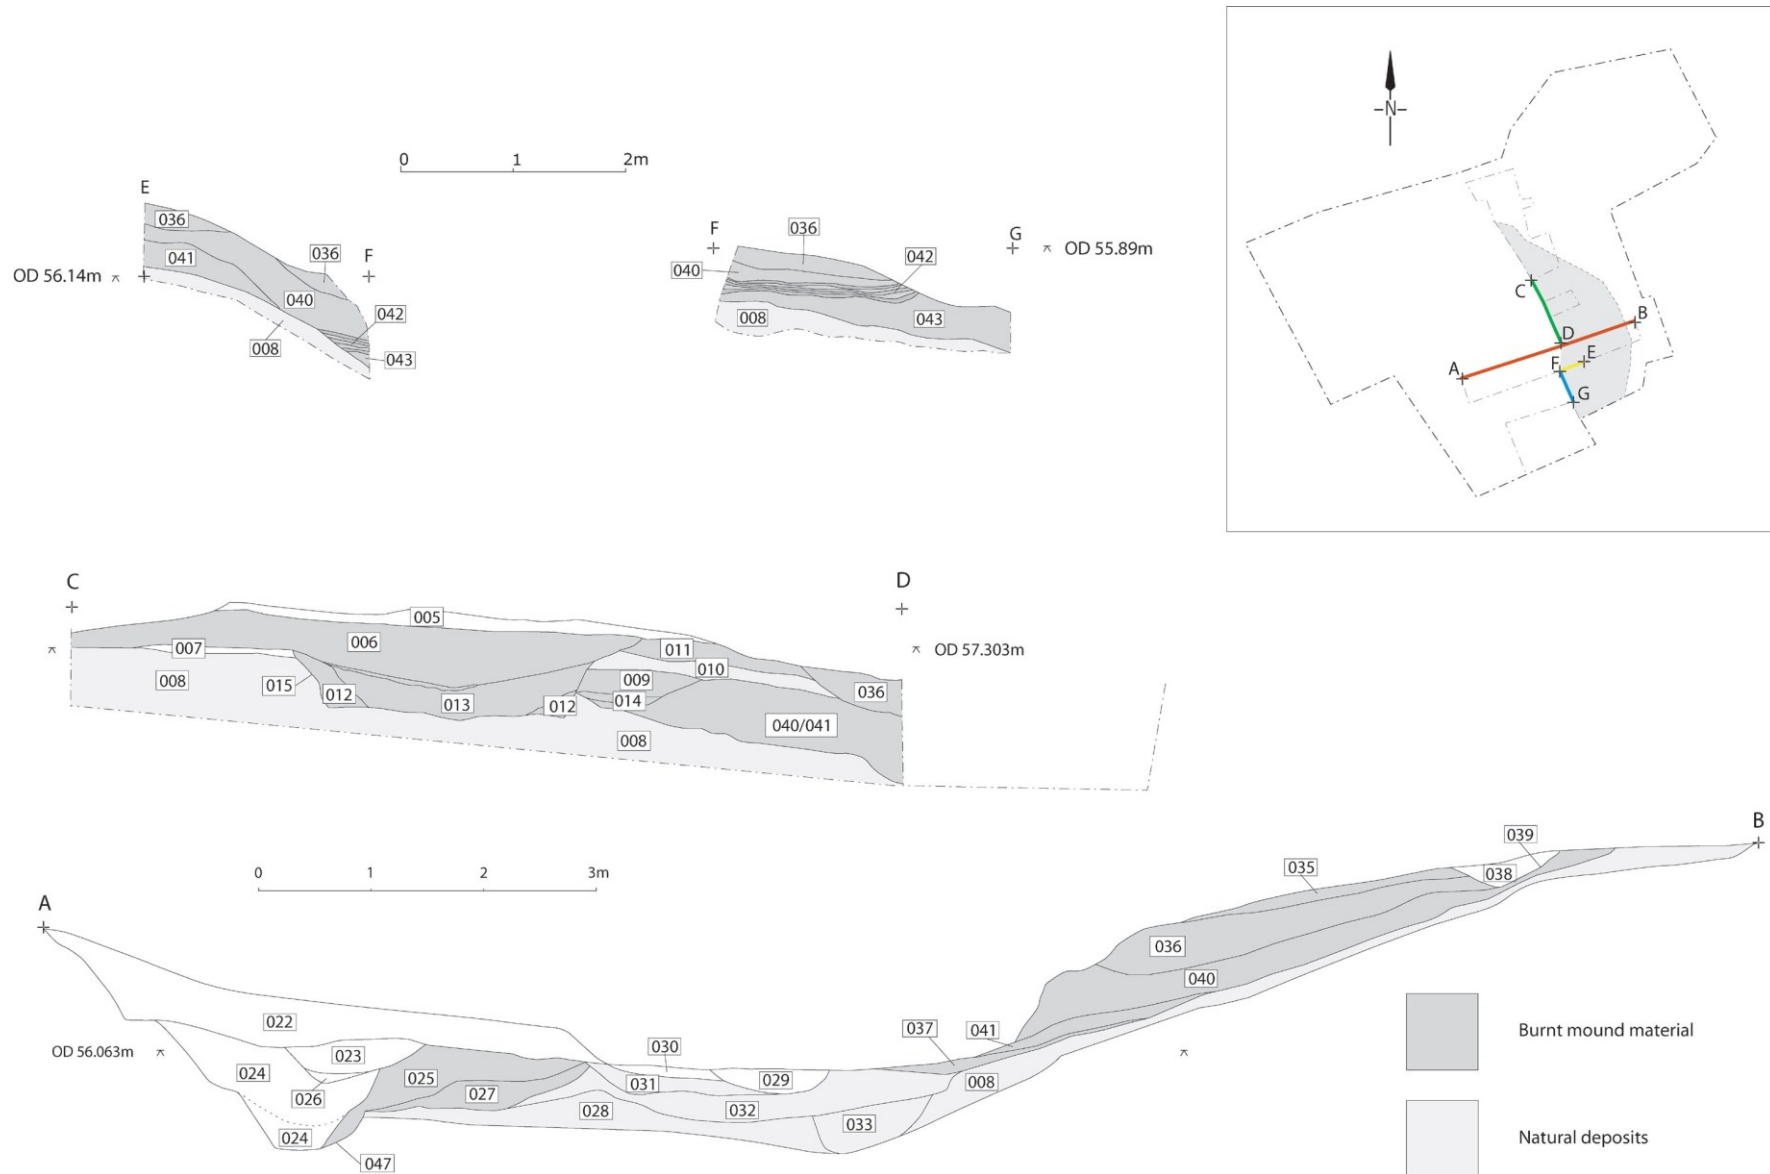 0 1 2m
E
036
041
OD 56.14m
036
F
040
042
008
043
F
036
G
OD 55.89m
042
040
008
043
N
C
B
D
E
A
F
G
C
D
005
006
007
011
OD 57.303m
010
008
009
015
012
013
012
014
036
040/041
008
B
039
035
038
0 1 2 3m
A
036
040
022
037
041
OD 56.063m
023
030
024
025
029
026
031
008
027
028
032
033
024
047
Burnt mound material
Natural deposits